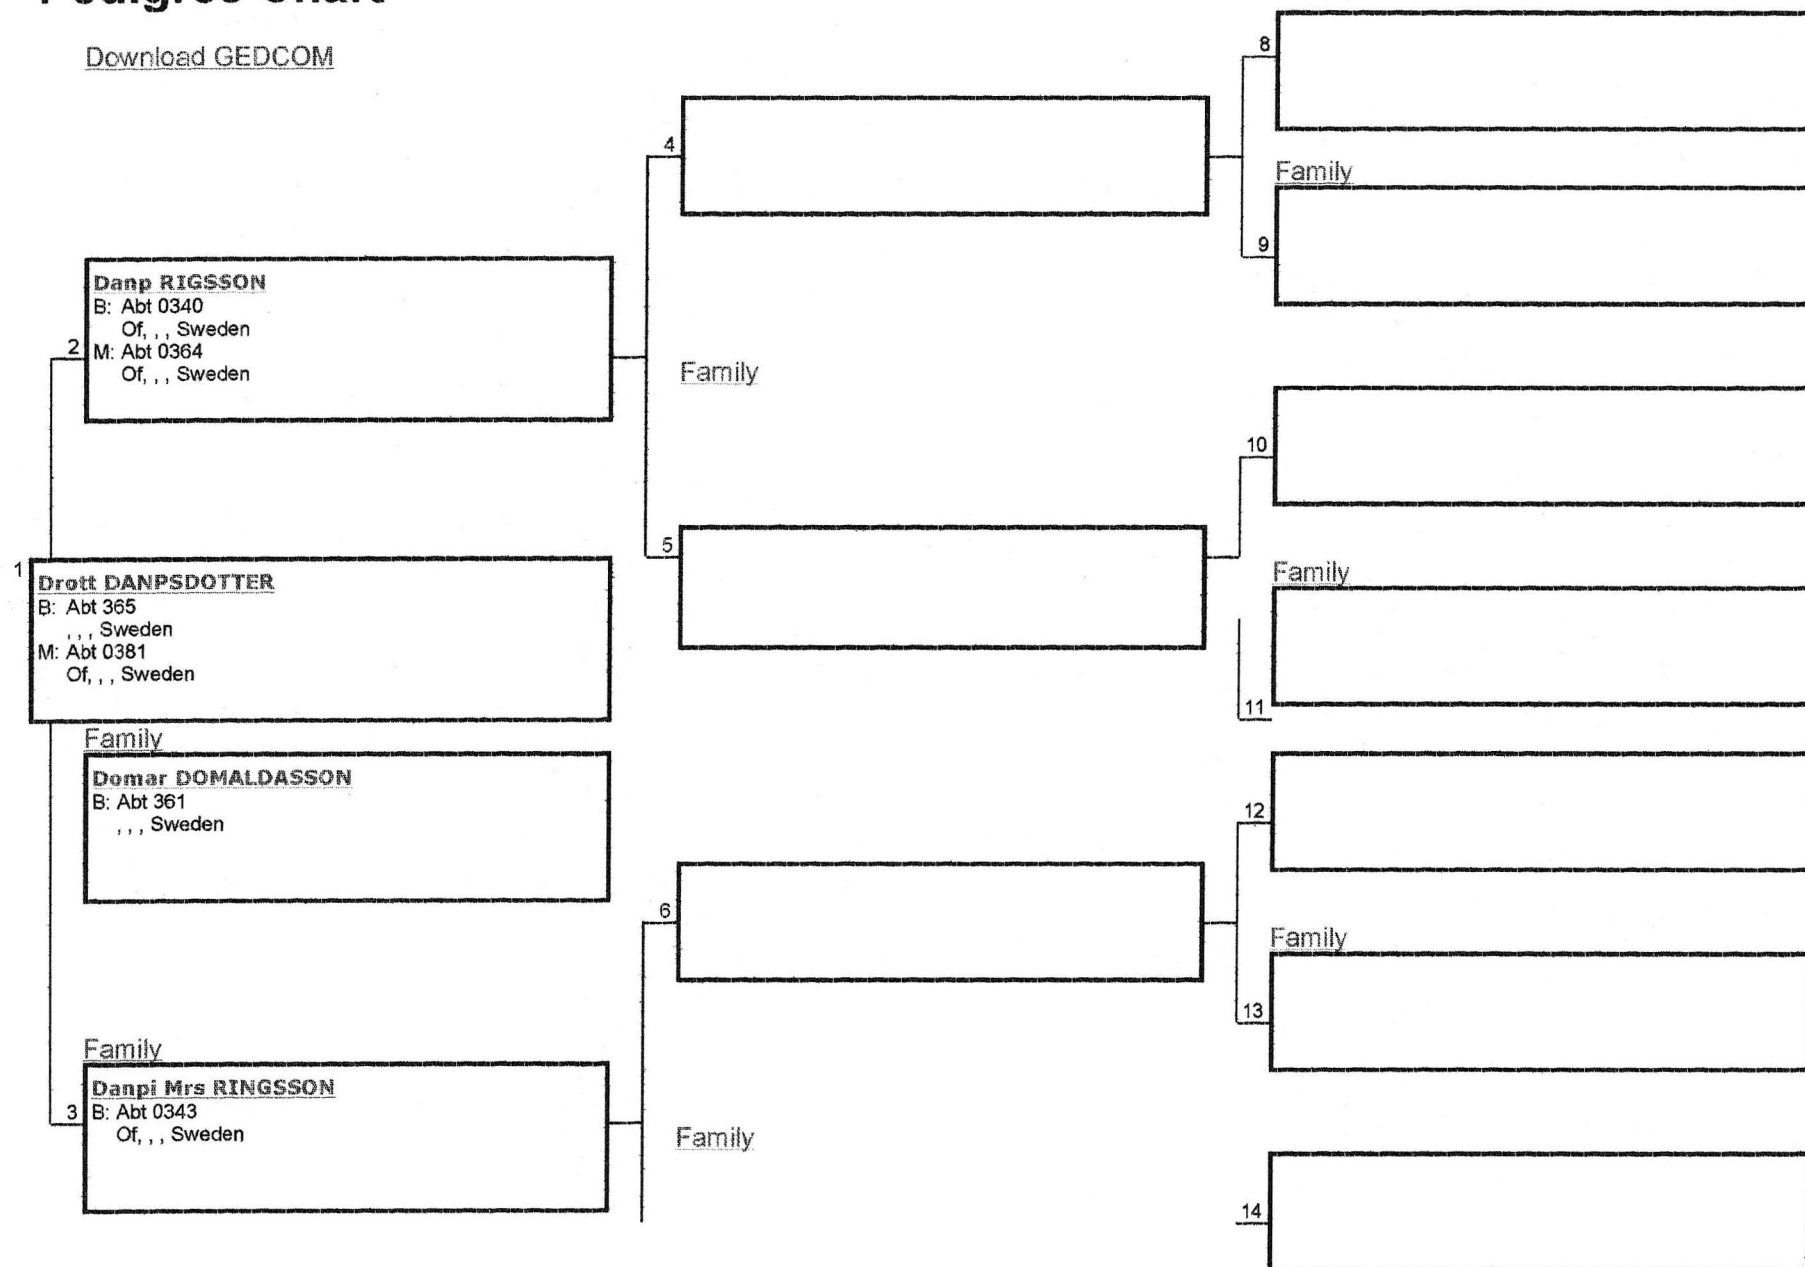 Download GEDCOM
8
4
Family
9
Danp RIGSSON
B: Abt 0340
Of, , , Sweden
2
M: Abt 0364
Of, , , Sweden
Family
10
5
1
Drott DANPSDOTTER
B: Abt 365
, , , Sweden
M: Abt 0381
Of, , , Sweden
Family
11
Family
Domar DOMALDASSON
B: Abt 361
, , , Sweden
12
6
Family
13
Family
Danpi Mrs RINGSSON
3
B: Abt 0343
Of, , , Sweden
Family
14